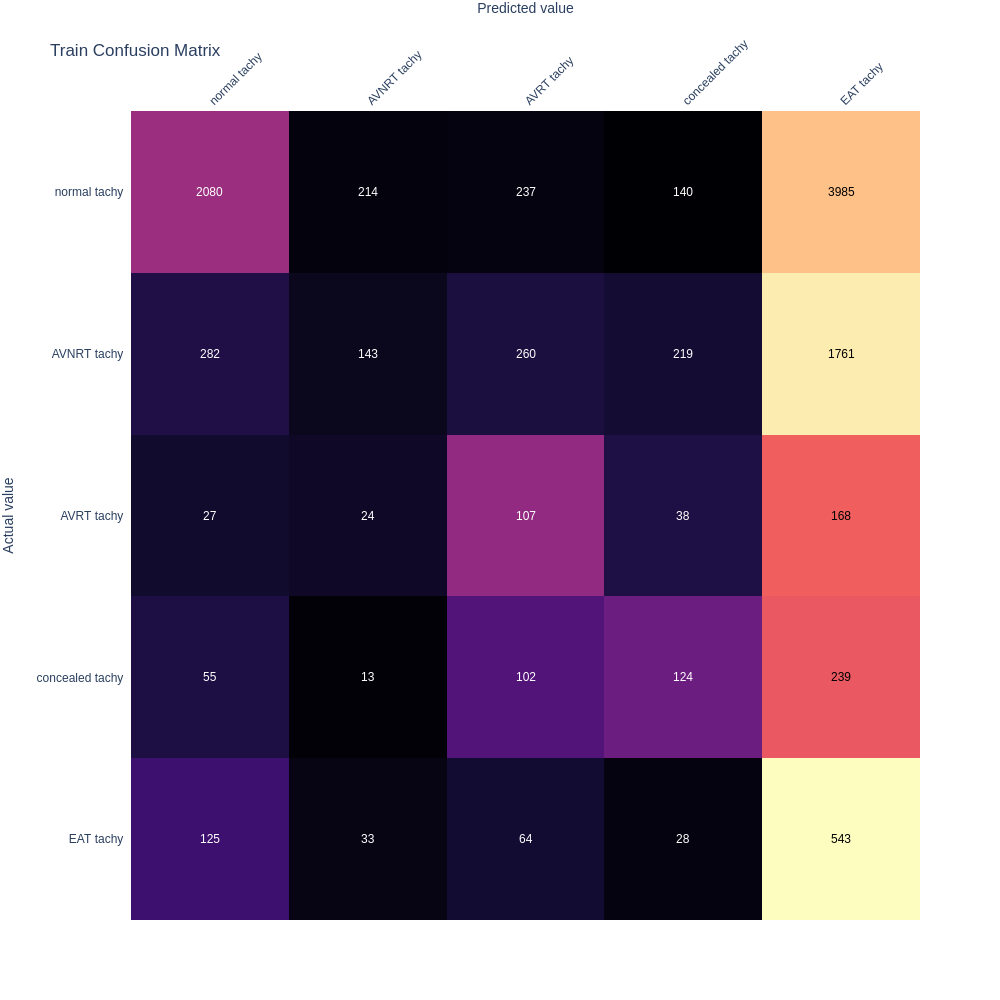 Predicted value
Train Confusion Matrix
normal tachy
AVNRT tachy
AVRT tachy
concealed tachy
EAT tachy
normal tachy 2080 214 237 140 3985
AVNRT tachy 282 143 260 219 1761
AVRT tachy 27 24 107 38 168
concealed tachy 55 13 102 124 239
EAT tachy 125 33 64 28 543
Actual value